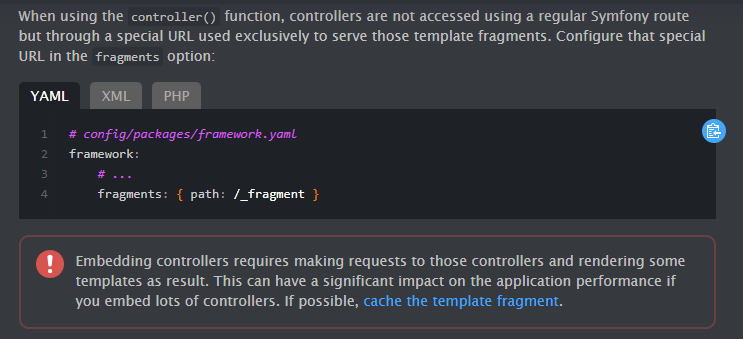 When using the controller() function, controllers are not accessed using a regular Symfony route
but through a special URL used exclusively to serve those template fragments. Configure that special
URL in the fragments option:
YAML XML PHP
1 # config/packages/framework.yaml
2 framework:
3 # ...
4 fragments: { path: /_fragment }
Embedding controllers requires making requests to those controllers and rendering some
templates as result. This can have a significant impact on the application performance if
you embed lots of controllers. If possible, cache the template fragment.